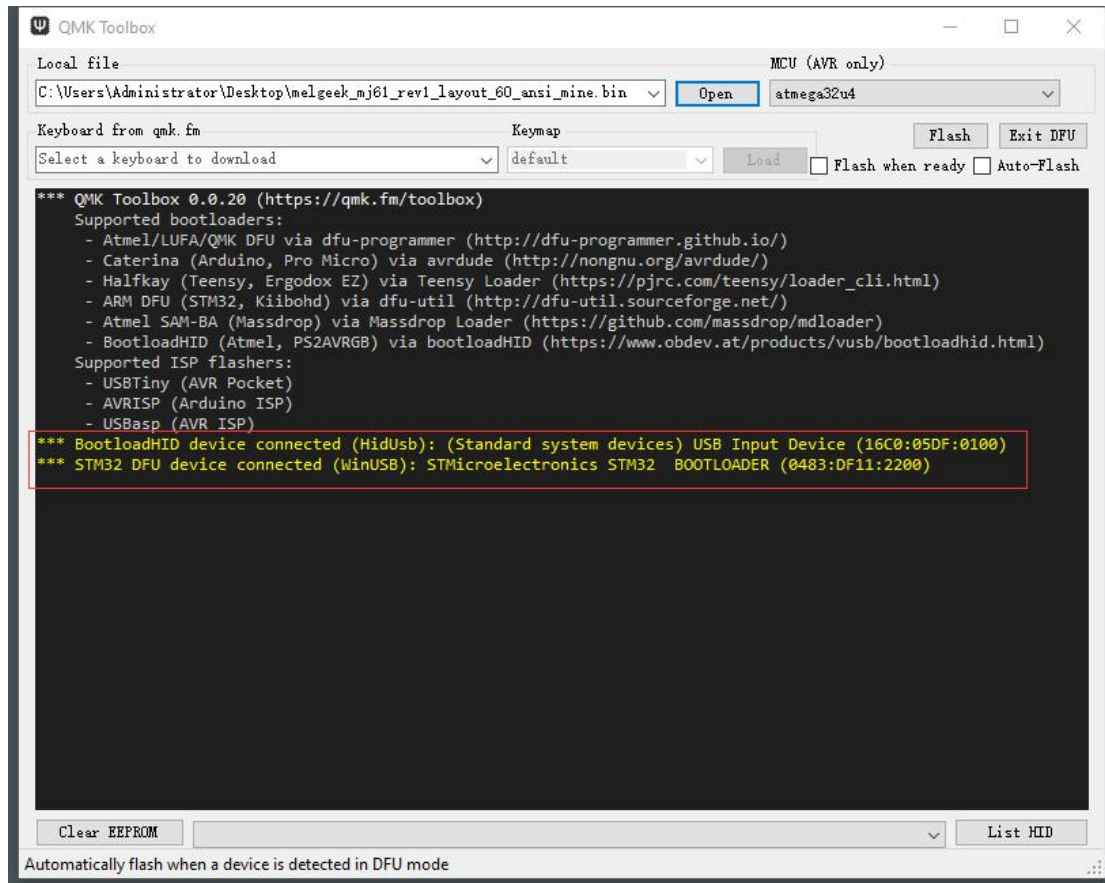 QMK Toolbox
Local file
MCU (AVR only)
C:\Users\Administrator\Desktop\melgeek_mj61_rev1_layout_60_ansi_mine.bin Open atmega32u4
Keyboard from qmk.fm Keymap Flash Exit DFU
Select a keyboard to download default Load Flash when ready Auto-Flash
*** QMK Toolbox 0.0.20 (https://qmk.fm/toolbox)
Supported bootloaders:
- Atmel/LUFA/QMK DFU via dfu-programmer (http://dfu-programmer.github.io/)
- Caterina (Arduino, Pro Micro) via avrdude (http://nongnu.org/avrdude/)
- Halfkay (Teensy, Ergodox EZ) via Teensy Loader (https://pjrc.com/teensy/loader_cli.html)
- ARM DFU (STM32, Kiibohd) via dfu-util (http://dfu-util.sourceforge.net/)
- Atmel SAM-BA (Massdrop) via Massdrop Loader (https://github.com/massdrop/mdloader)
- BootloadHID (Atmel, PS2AVRGB) via bootloadHID (https://www.obdev.at/products/vusb/bootloadhid.html)
Supported ISP flashers:
- USBTiny (AVR Pocket)
- AVRISP (Arduino ISP)
- USBasp (AVR ISP)
*** BootloadHID device connected (HidUsb): (Standard system devices) USB Input Device (16C0:05DF:0100)
*** STM32 DFU device connected (WinUSB): STMicroelectronics STM32  BOOTLOADER (0483:DF11:2200)
Clear EEPROM List HID
Automatically flash when a device is detected in DFU mode